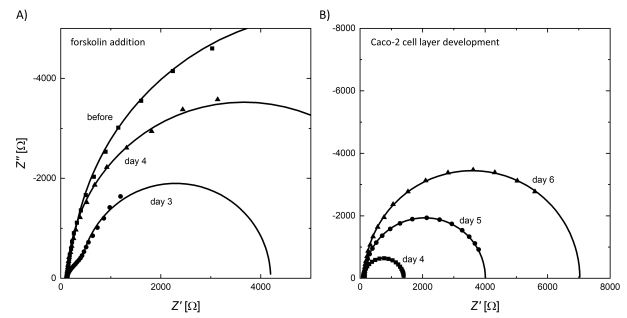 A)
forskolin addition
-4000
-2000
0
0
2000
4000
before
day 4
day 3
Z″ [Ω]
Z′ [Ω]
B)
Caco-2 cell layer development
-8000
-6000
-4000
-2000
0
0
2000
4000
6000
8000
day 6
day 5
day 4
Z′ [Ω]